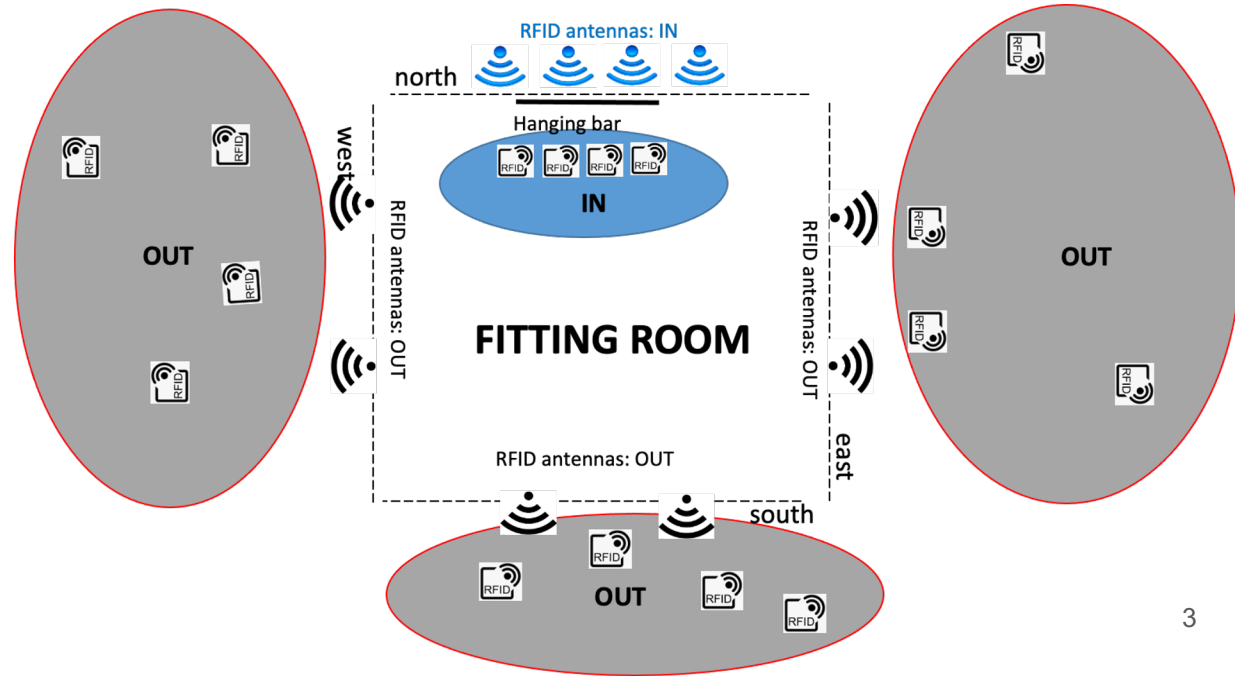 RFID antennas: IN
north
Hanging bar
west
RFID
RFID
RFID
RFID
IN
RFID antennas: OUT
RFID antennas: OUT
RFID
RFID
RFID
RFID
OUT
RFID
RFID
RFID
RFID
OUT
FITTING ROOM
east
RFID antennas: OUT
south
RFID
RFID
RFID
RFID
OUT
3